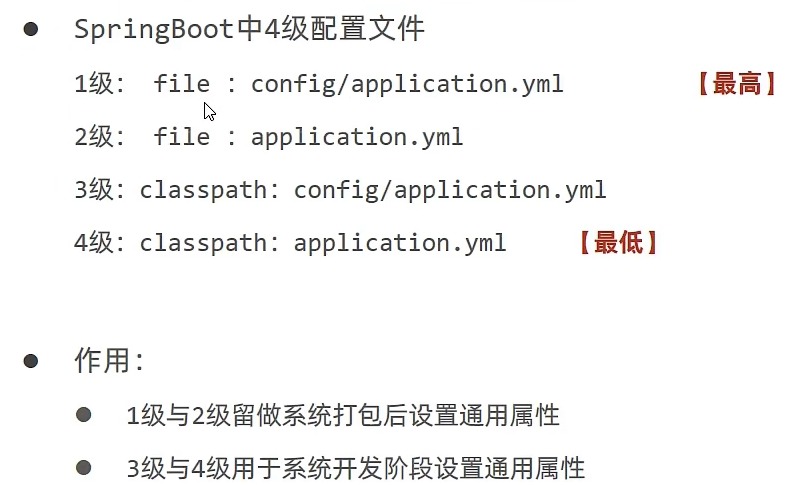 SpringBoot中4级配置文件
1级： file ：config/application.yml 【最高】
2级： file ：application.yml
3级：classpath：config/application.yml
4级：classpath：application.yml 【最低】
作用：
1级与2级留做系统打包后设置通用属性
3级与4级用于系统开发阶段设置通用属性